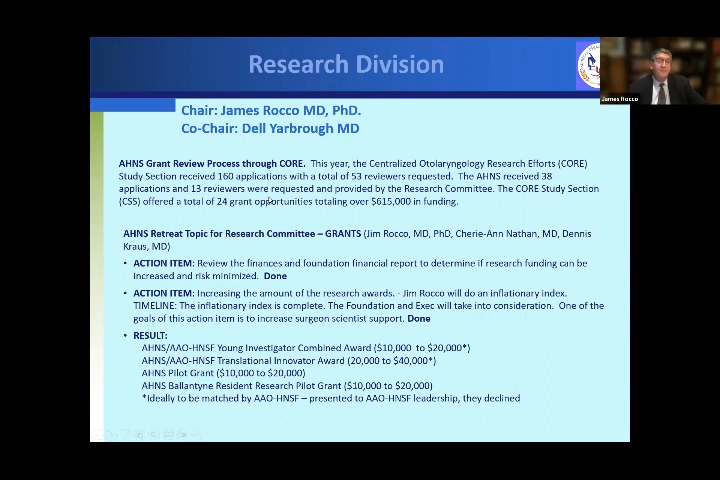 Research Division
James Rocco
Chair: James Rocco MD, PhD.
Co-Chair: Dell Yarbrough MD
AHNS Grant Review Process through CORE. This year, the Centralized Otolaryngology Research Efforts (CORE)
Study Section received 160 applications with a total of 53 reviewers requested. The AHNS received 38
applications and 13 reviewers were requested and provided by the Research Committee. The CORE Study Section
(CSS) offered a total of 24 grant opportunities totaling over $615,000 in funding.
AHNS Retreat Topic for Research Committee – GRANTS (Jim Rocco, MD, PhD, Cherie-Ann Nathan, MD, Dennis
Kraus, MD)
• ACTION ITEM: Review the finances and foundation financial report to determine if research funding can be
increased and risk minimized. Done
• ACTION ITEM: Increasing the amount of the research awards. - Jim Rocco will do an inflationary index.
TIMELINE: The inflationary index is complete. The Foundation and Exec will take into consideration. One of the
goals of this action item is to increase surgeon scientist support. Done
• RESULT:
AHNS/AAO-HNSF Young Investigator Combined Award ($10,000 to $20,000*)
AHNS/AAO-HNSF Translational Innovator Award (20,000 to $40,000*)
AHNS Pilot Grant ($10,000 to $20,000)
AHNS Ballantyne Resident Research Pilot Grant ($10,000 to $20,000)
*Ideally to be matched by AAO-HNSF – presented to AAO-HNSF leadership, they declined